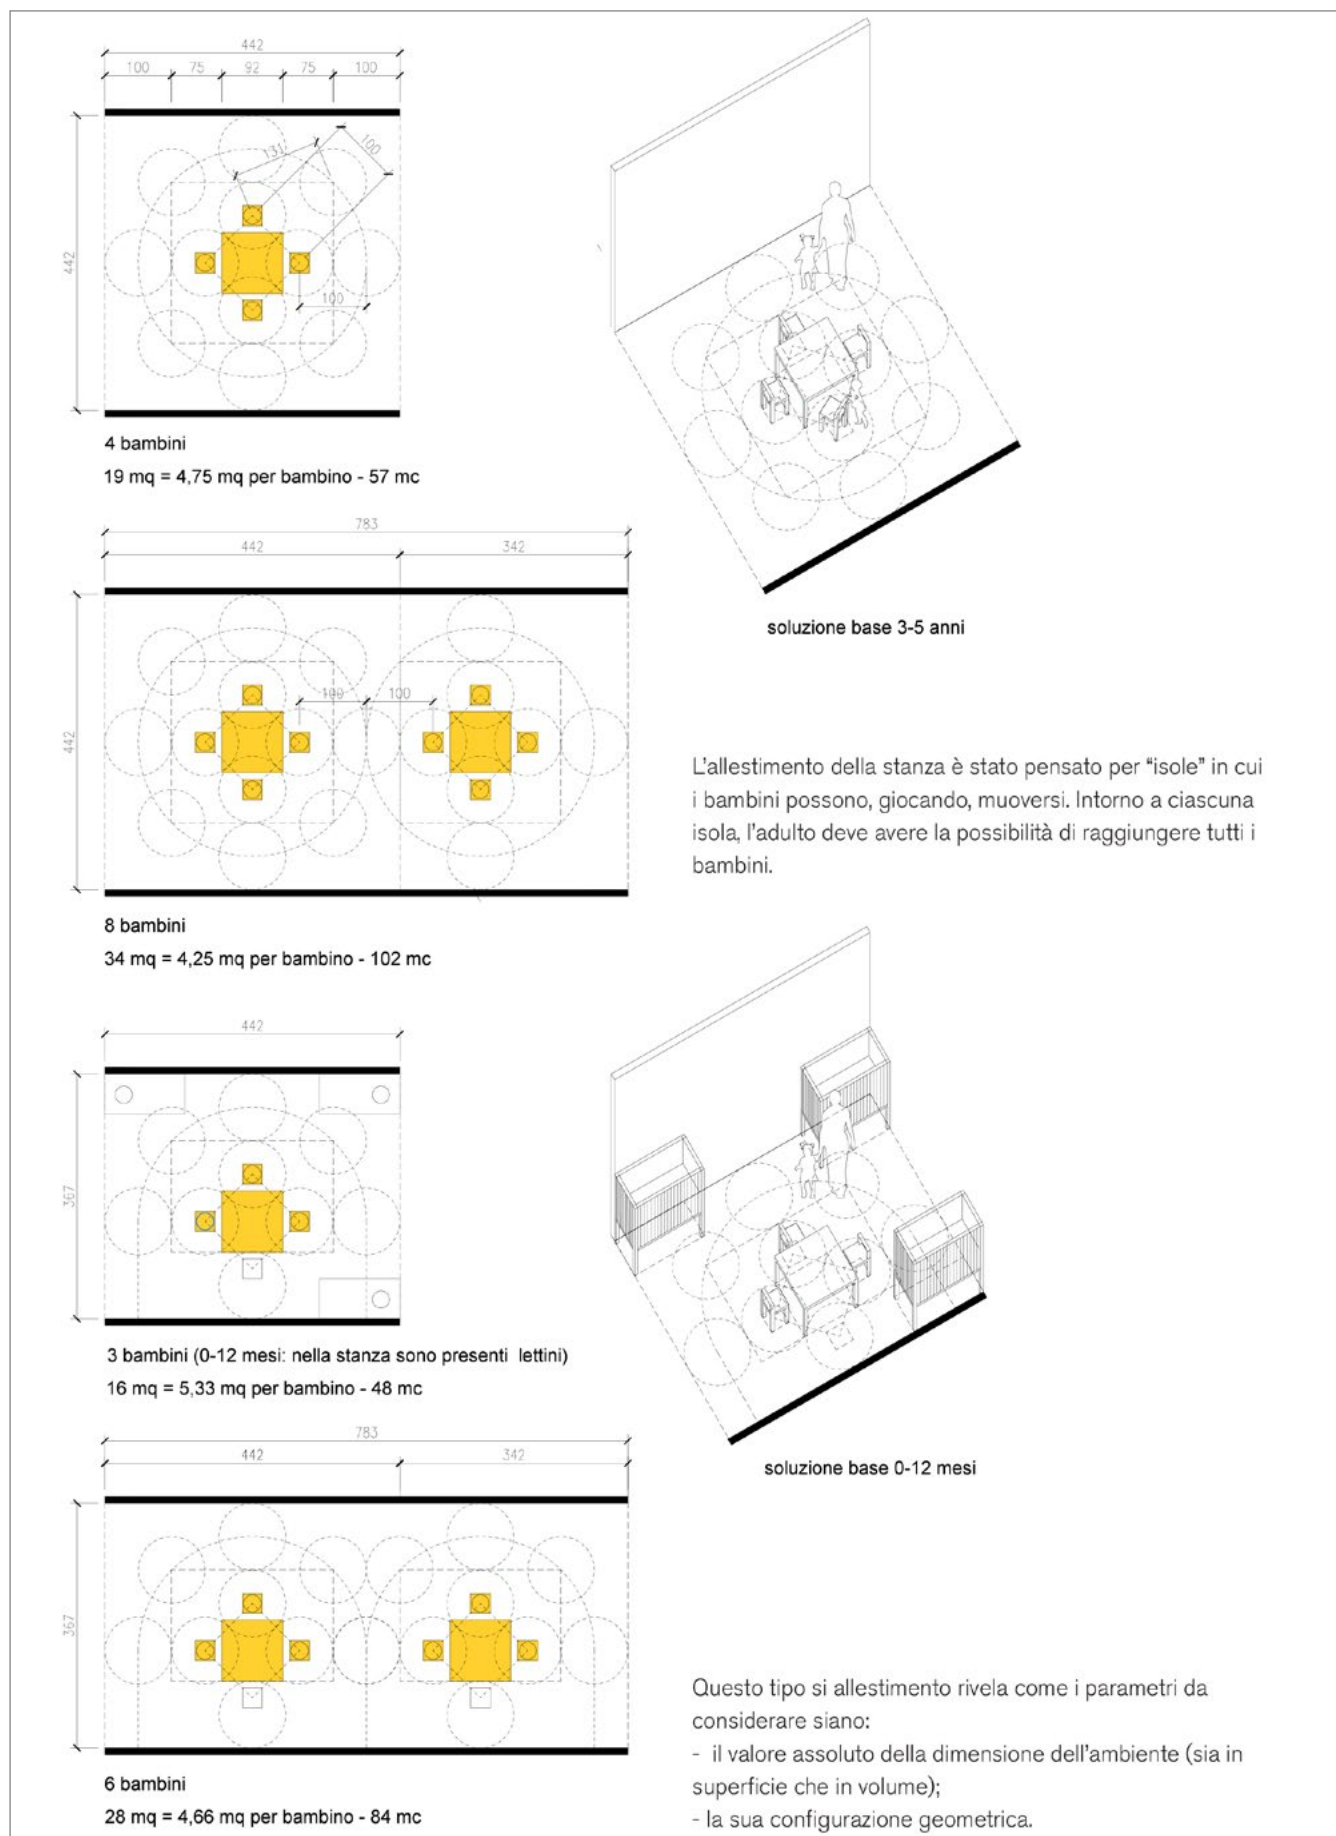 442
100 75 92 75 100
131
100
442
100
4 bambini
19 mq = 4,75 mq per bambino - 57 mc
soluzione base 3-5 anni
783
442 342
100 100
442
8 bambini
34 mq = 4,25 mq per bambino - 102 mc
L'allestimento della stanza è stato pensato per "isole" in cui
i bambini possono, giocando, muoversi. Intorno a ciascuna
isola, l'adulto deve avere la possibilità di raggiungere tutti i
bambini.
442
367
3 bambini (0-12 mesi: nella stanza sono presenti lettini)
16 mq = 5,33 mq per bambino - 48 mc
soluzione base 0-12 mesi
783
442 342
367
6 bambini
28 mq = 4,66 mq per bambino - 84 mc
Questo tipo si allestimento rivela come i parametri da
considerare siano:
- il valore assoluto della dimensione dell'ambiente (sia in
superficie che in volume);
- la sua configurazione geometrica.